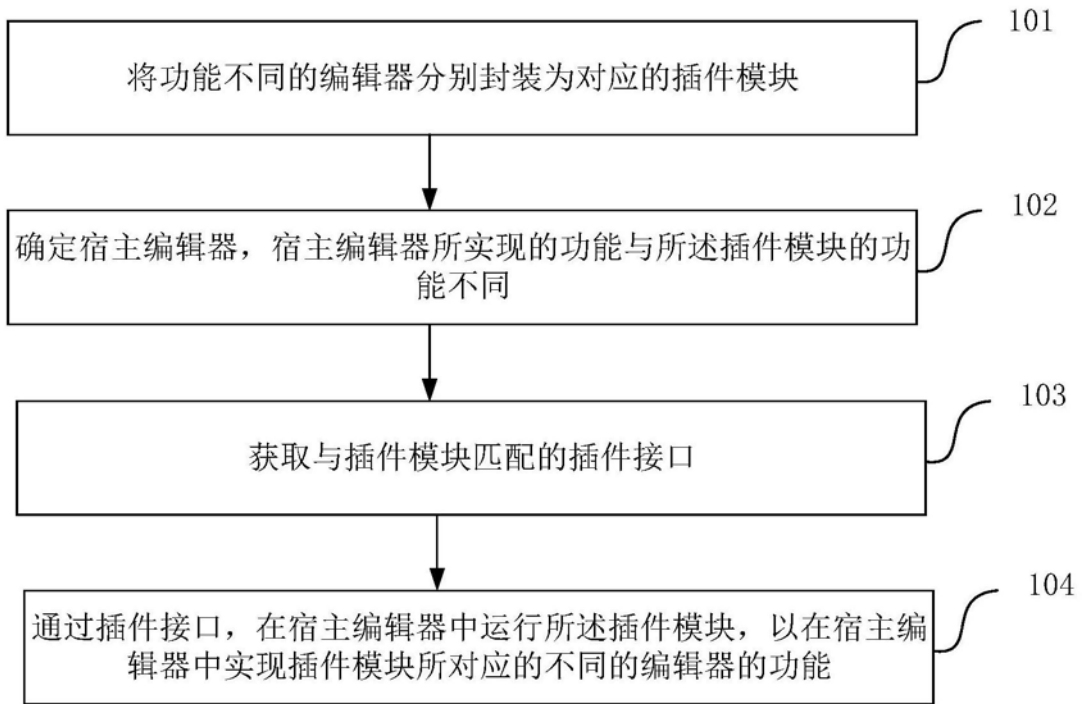 101
将功能不同的编辑器分别封装为对应的插件模块
102
确定宿主编辑器，宿主编辑器所实现的功能与所述插件模块的功
能不同
103
获取与插件模块匹配的插件接口
104
通过插件接口，在宿主编辑器中运行所述插件模块，以在宿主编
辑器中实现插件模块所对应的不同的编辑器的功能